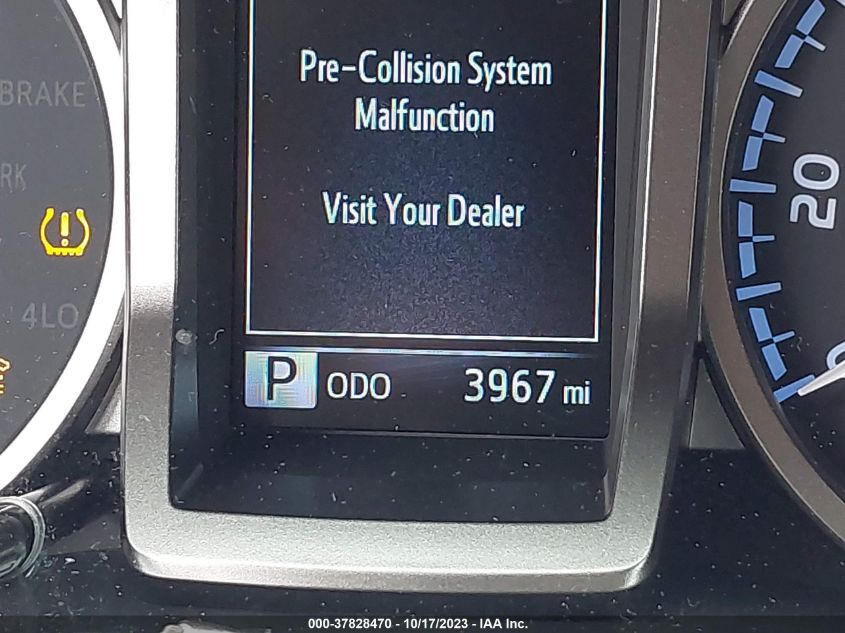 Pre-Collision System
Malfunction
Visit Your Dealer
BRAKE
RK
4LO
20
0
P ODO 3967 mi
000-37828470 - 10/17/2023 - IAA Inc.